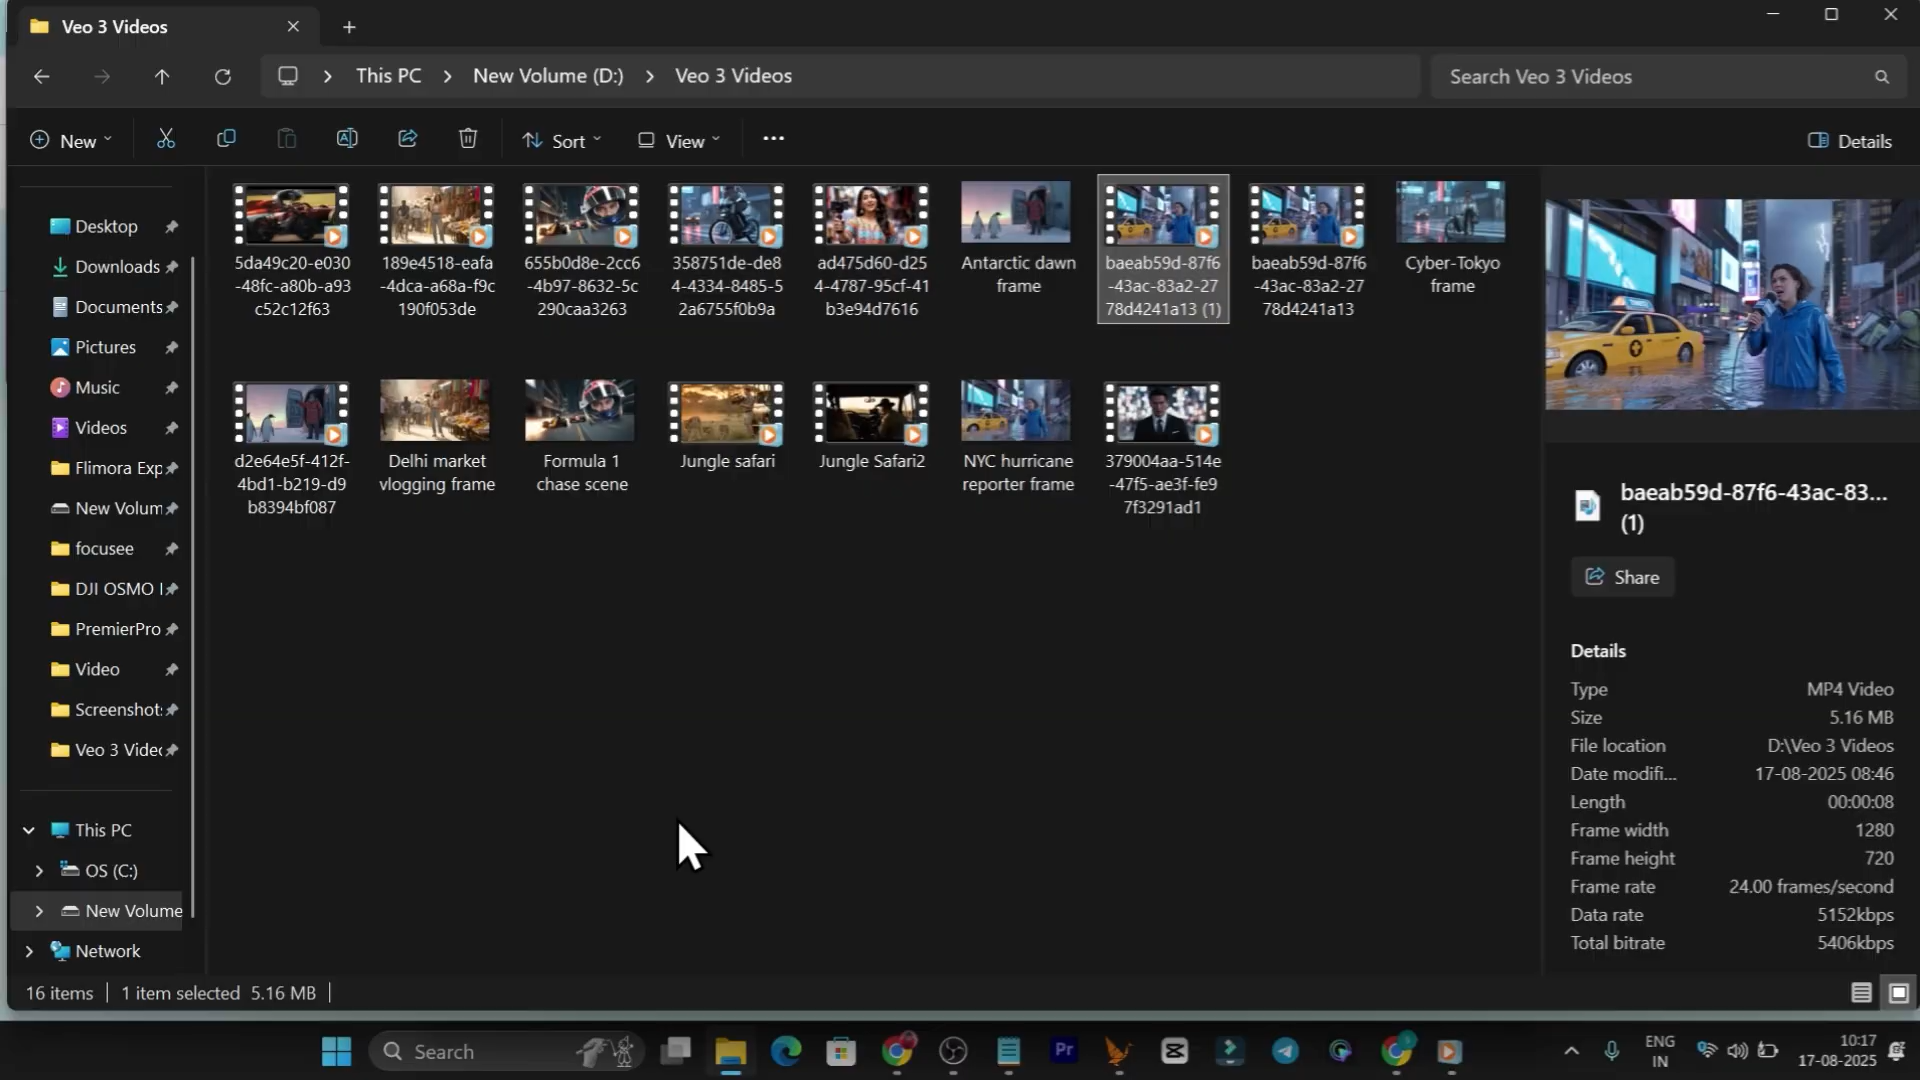 Veo 3 Videos
This PC
New Volume (D:)
Veo 3 Videos
Search Veo 3 Videos
New
Sort
View
Details
Desktop
Downloads
Documents
Pictures
Music
Videos
Flimora Exp
New Volum
focusee
DJI OSMO
PremierPro
Video
Screenshot
Veo 3 Videc
This PC
OS (C:)
New Volume
Network
5da49c20-e030
-48fc-a80b-a93
c52c12f63
189e4518-eafa
-4dca-a68a-f9c
190f053de
655b0d8e-2cc6
-4b97-8632-5c
290caa3263
358751de-de8
4-4334-8485-5
2a6755f0b9a
ad475d60-d25
4-4787-95cf-41
b3e94d7616
Antarctic dawn
frame
baeab59d-87f6
-43ac-83a2-27
78d4241a13 (1)
baeab59d-87f6
-43ac-83a2-27
78d4241a13
Cyber-Tokyo
frame
d2e64e5f-412f-
4bd1-b219-d9
b8394bf087
Delhi market
vlogging frame
Formula 1
chase scene
Jungle safari
Jungle Safari2
NYC hurricane
reporter frame
379004aa-514e
-47f5-ae3f-fe9
7f3291ad1
baeab59d-87f6-43ac-83...
(1)
Share
Details
Type MP4 Video
Size 5.16 MB
File location D:\Veo 3 Videos
Date modifi... 17-08-2025 08:46
Length 00:00:08
Frame width 1280
Frame height 720
Frame rate 24.00 frames/second
Data rate 5152kbps
Total bitrate 5406kbps
16 items
1 item selected 5.16 MB
Search
Pr
ENG
IN
10:17
17-08-2025